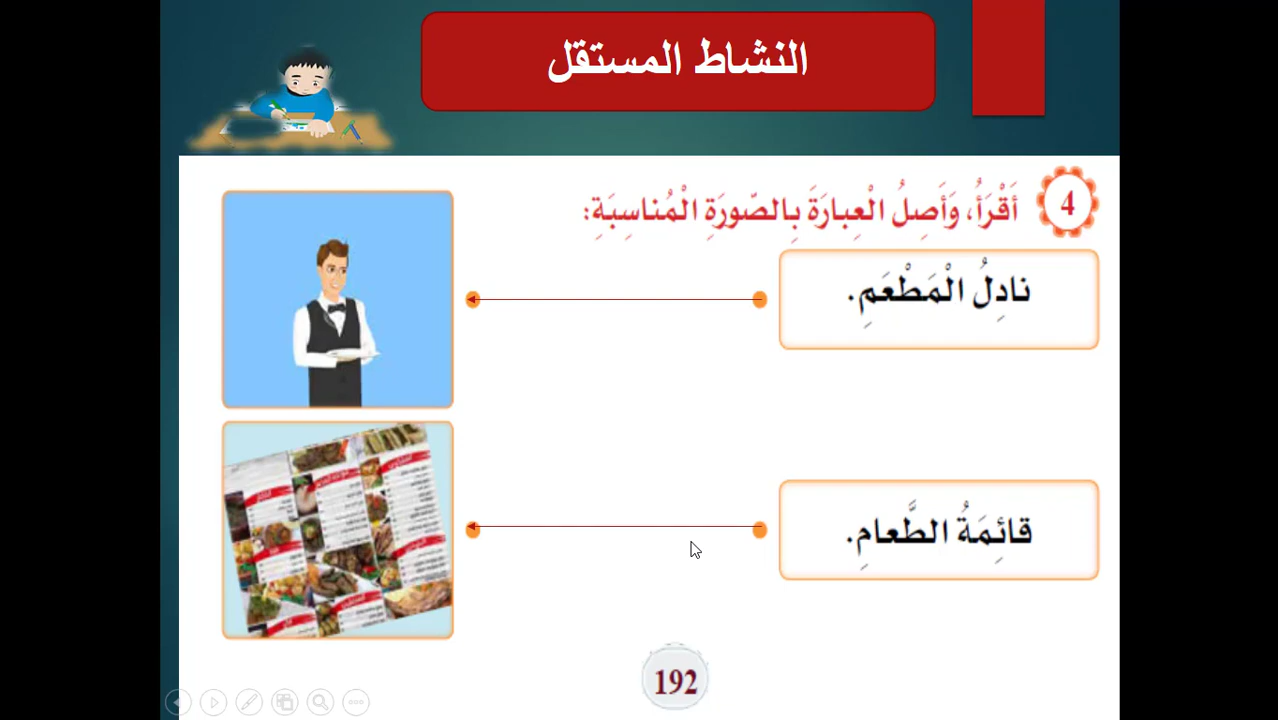 النشاط المستقل
4 أَقْرَأُ، وَأَصِلُ الْعِبارَةَ بِالصّورَةِ الْمُناسِبَةِ:
نادِلُ الْمَطْعَمِ.
قائِمَةُ الطَّعامِ.
192